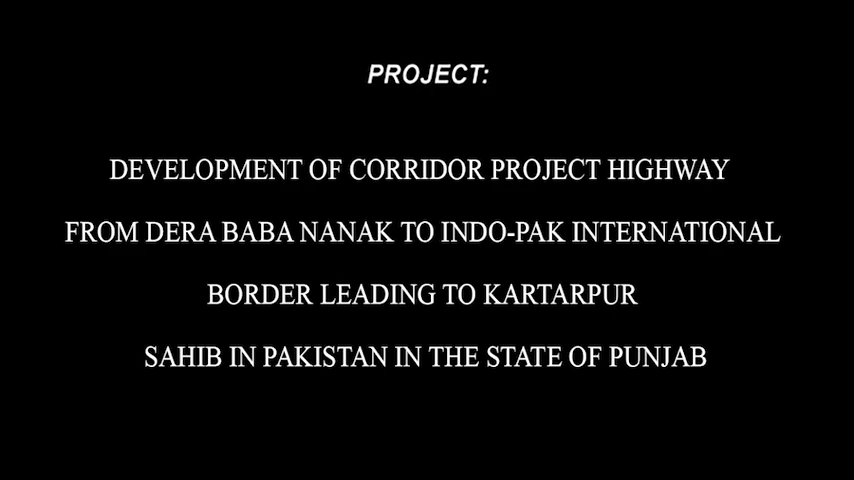 PROJECT:
DEVELOPMENT OF CORRIDOR PROJECT HIGHWAY
FROM DERA BABA NANAK TO INDO-PAK INTERNATIONAL
BORDER LEADING TO KARTARPUR
SAHIB IN PAKISTAN IN THE STATE OF PUNJAB